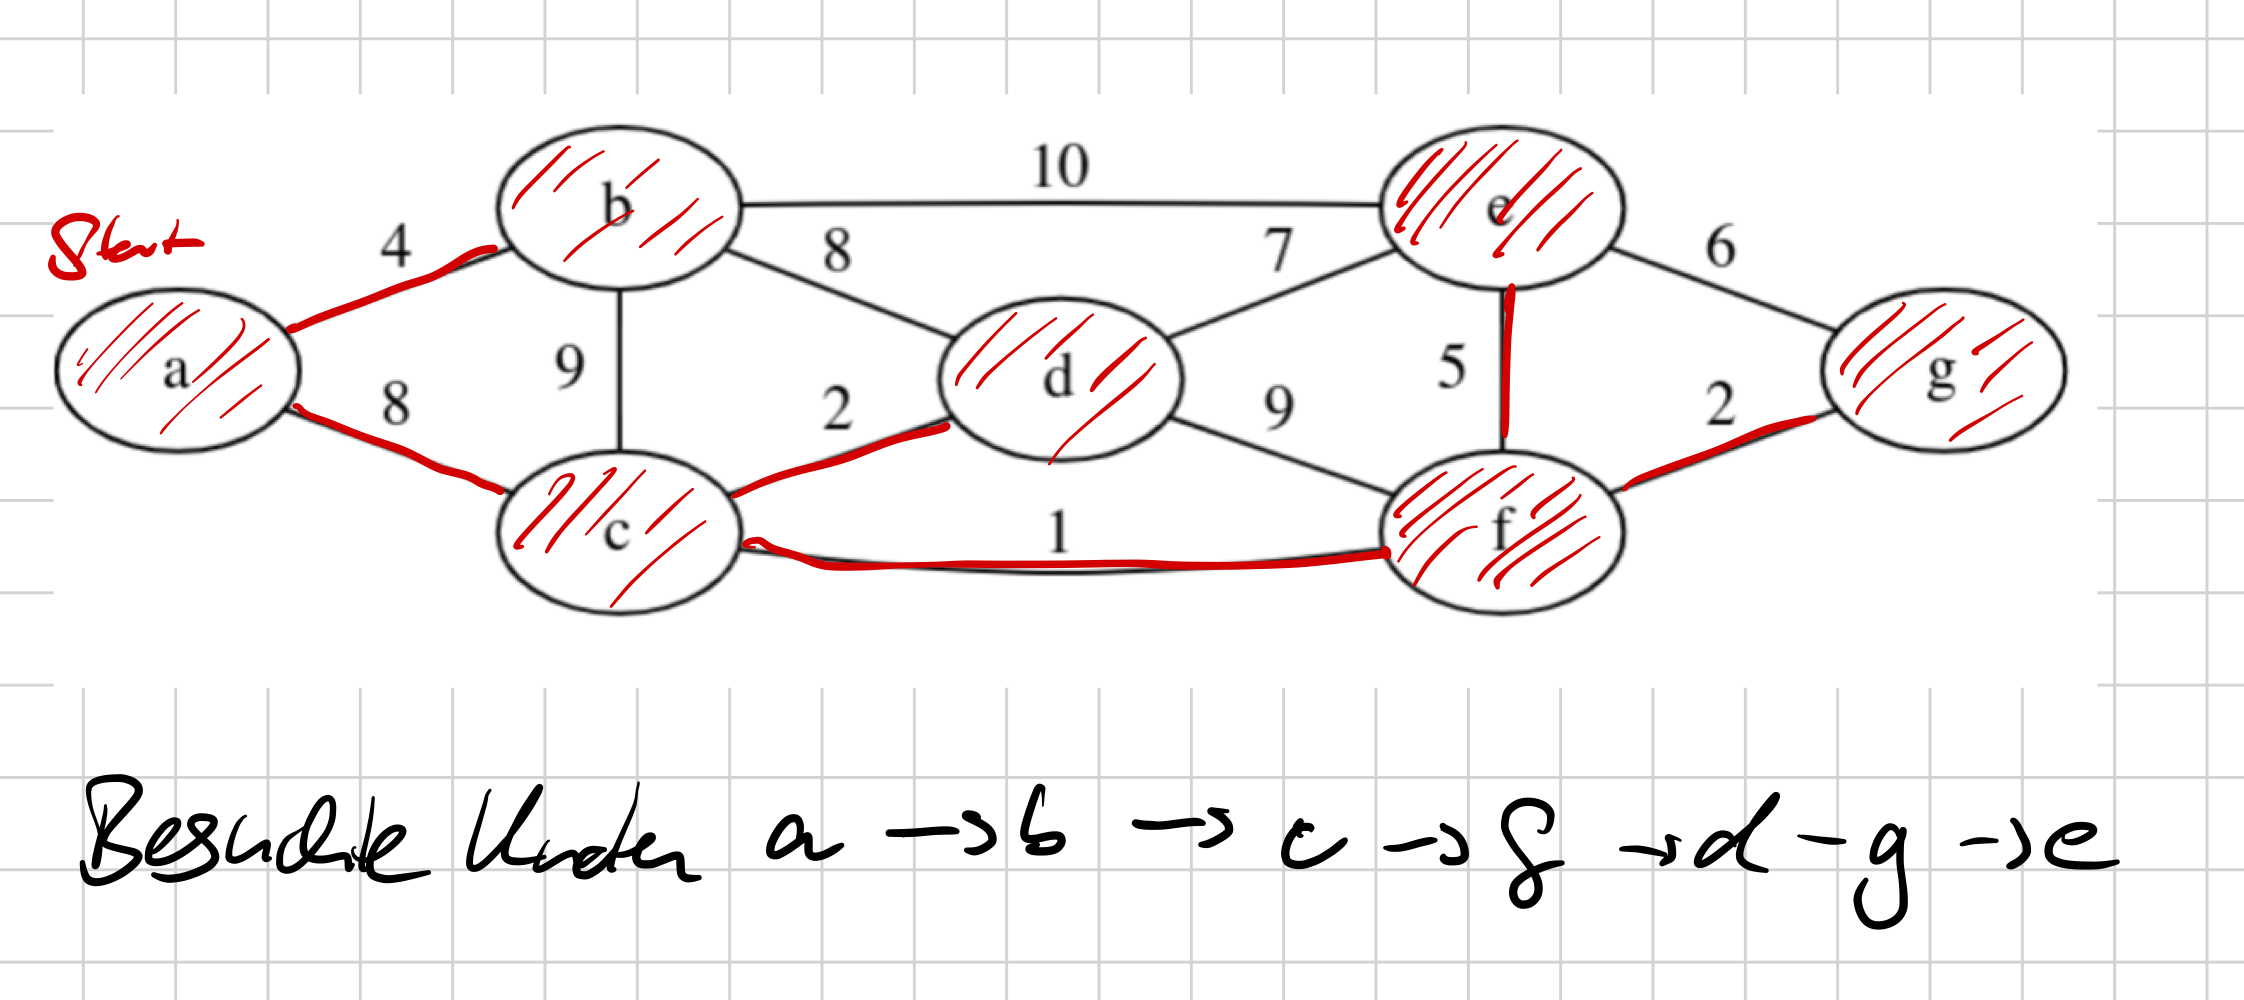 10
b
e
Start
4
8
7
6
a
9
2
d
5
g
8
9
2
c
1
f
Besuchte Knoten a → b → c → f → d - g → e